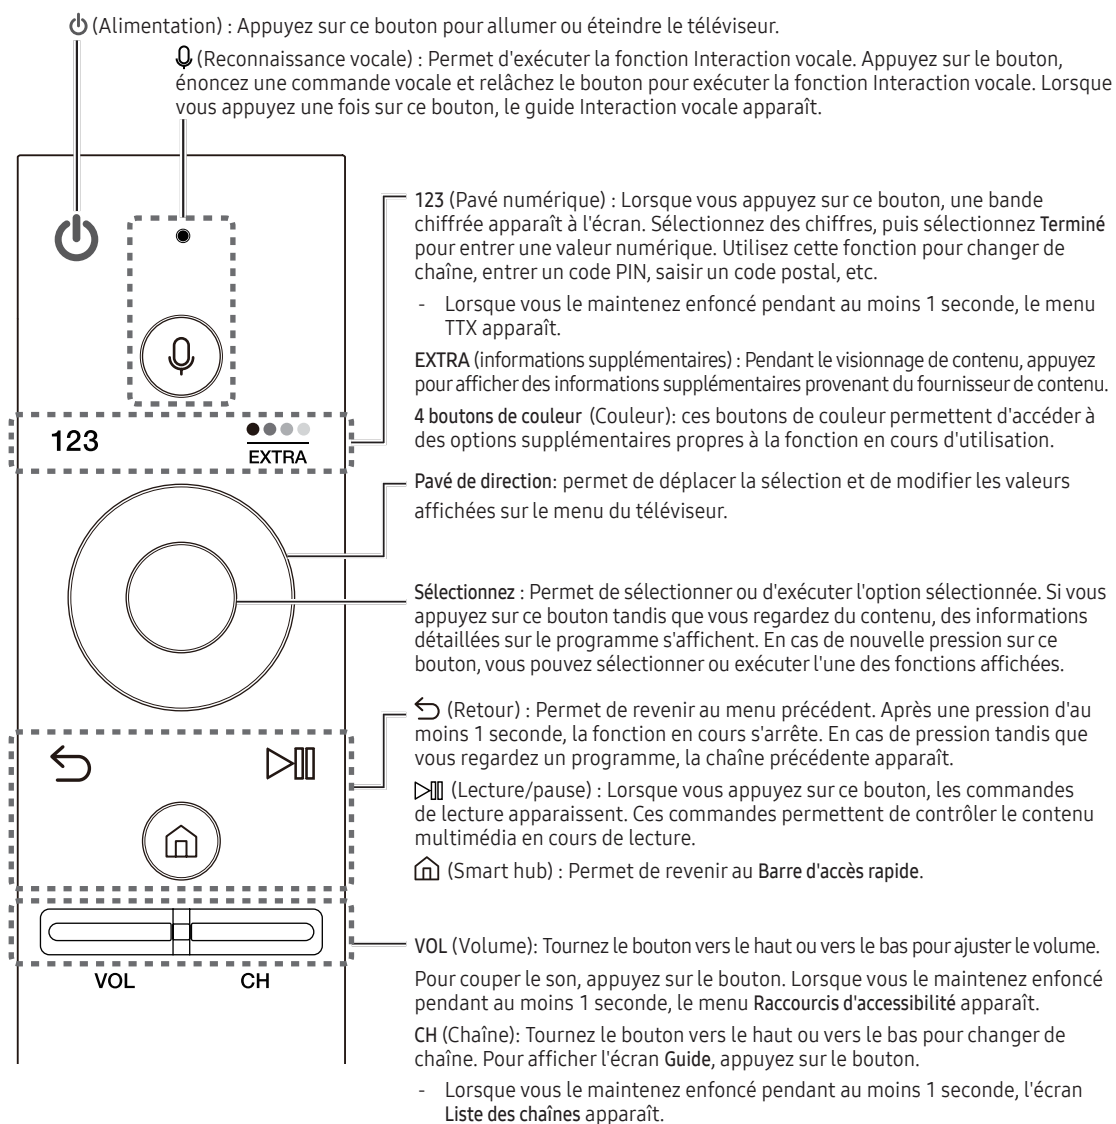 (Alimentation) : Appuyez sur ce bouton pour allumer ou éteindre le téléviseur.
(Reconnaissance vocale) : Permet d'exécuter la fonction Interaction vocale. Appuyez sur le bouton,
énoncez une commande vocale et relâchez le bouton pour exécuter la fonction Interaction vocale. Lorsque
vous appuyez une fois sur ce bouton, le guide Interaction vocale apparaît.
123 (Pavé numérique) : Lorsque vous appuyez sur ce bouton, une bande
chiffrée apparaît à l'écran. Sélectionnez des chiffres, puis sélectionnez Terminé
pour entrer une valeur numérique. Utilisez cette fonction pour changer de
chaîne, entrer un code PIN, saisir un code postal, etc.
- Lorsque vous le maintenez enfoncé pendant au moins 1 seconde, le menu
TTX apparaît.
EXTRA (informations supplémentaires) : Pendant le visionnage de contenu, appuyez
pour afficher des informations supplémentaires provenant du fournisseur de contenu.
4 boutons de couleur (Couleur): ces boutons de couleur permettent d'accéder à
des options supplémentaires propres à la fonction en cours d'utilisation.
123
EXTRA
Pavé de direction: permet de déplacer la sélection et de modifier les valeurs
affichées sur le menu du téléviseur.
Sélectionnez : Permet de sélectionner ou d'exécuter l'option sélectionnée. Si vous
appuyez sur ce bouton tandis que vous regardez du contenu, des informations
détaillées sur le programme s'affichent. En cas de nouvelle pression sur ce
bouton, vous pouvez sélectionner ou exécuter l'une des fonctions affichées.
(Retour) : Permet de revenir au menu précédent. Après une pression d'au
moins 1 seconde, la fonction en cours s'arrête. En cas de pression tandis que
vous regardez un programme, la chaîne précédente apparaît.
(Lecture/pause) : Lorsque vous appuyez sur ce bouton, les commandes
de lecture apparaissent. Ces commandes permettent de contrôler le contenu
multimédia en cours de lecture.
(Smart hub) : Permet de revenir au Barre d'accès rapide.
VOL (Volume): Tournez le bouton vers le haut ou vers le bas pour ajuster le volume.
Pour couper le son, appuyez sur le bouton. Lorsque vous le maintenez enfoncé
pendant au moins 1 seconde, le menu Raccourcis d'accessibilité apparaît.
CH (Chaîne): Tournez le bouton vers le haut ou vers le bas pour changer de
chaîne. Pour afficher l'écran Guide, appuyez sur le bouton.
- Lorsque vous le maintenez enfoncé pendant au moins 1 seconde, l'écran
Liste des chaînes apparaît.
VOL
CH